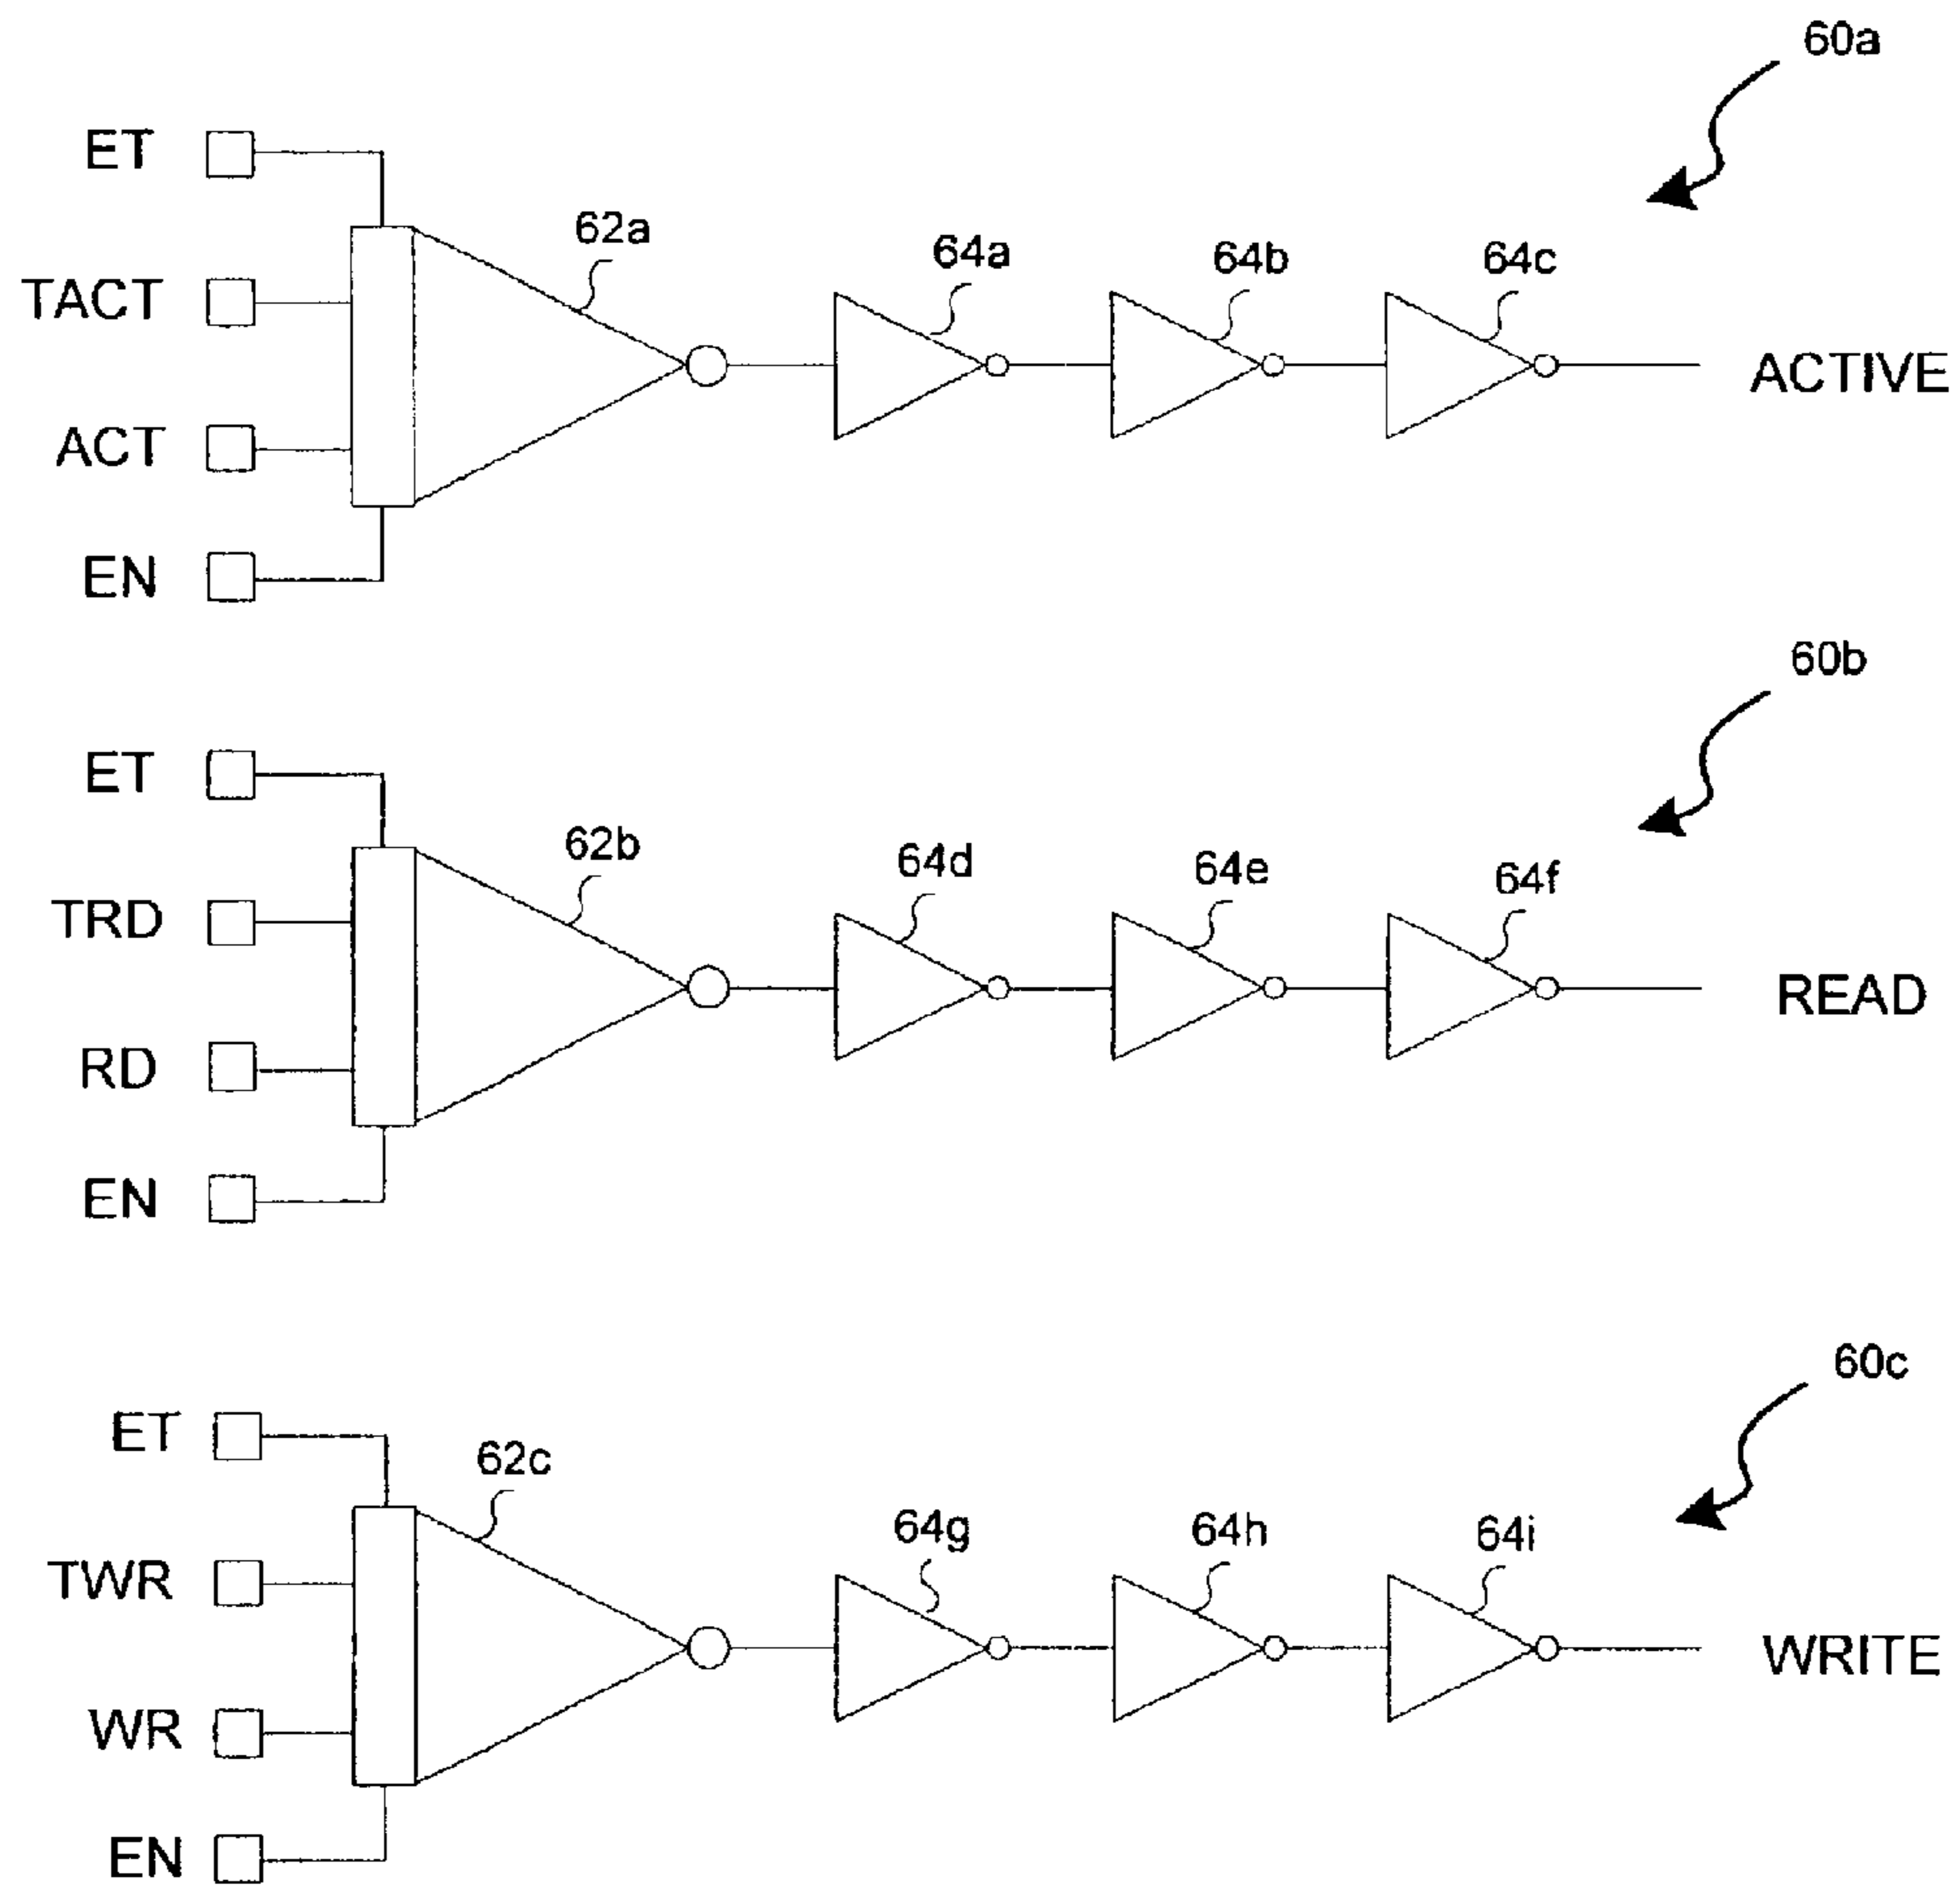 60a
ET
62a
TACT
64a
64b
64c
ACTIVE
ACT
EN
60b
ET
62b
TRD
64d
64e
64f
READ
RD
EN
60c
ET
62c
TWR
64g
64h
64i
WRITE
WR
EN